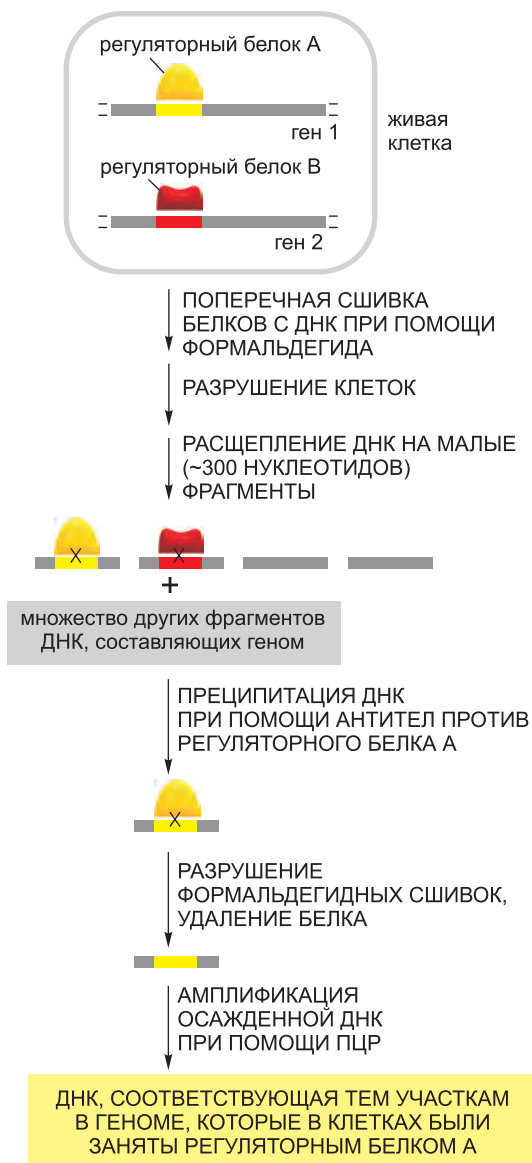 регуляторный белок А
ген 1
живая
клетка
регуляторный белок В
ген 2
ПОПЕРЕЧНАЯ СШИВКА
БЕЛКОВ С ДНК ПРИ ПОМОЩИ
ФОРМАЛЬДЕГИДА
РАЗРУШЕНИЕ КЛЕТОК
РАСЩЕПЛЕНИЕ ДНК НА МАЛЫЕ
(~300 НУКЛЕОТИДОВ)
ФРАГМЕНТЫ
+
множество других фрагментов
ДНК, составляющих геном
ПРЕЦИПИТАЦИЯ ДНК
ПРИ ПОМОЩИ АНТИТЕЛ ПРОТИВ
РЕГУЛЯТОРНОГО БЕЛКА А
РАЗРУШЕНИЕ
ФОРМАЛЬДЕГИДНЫХ СШИВОК,
УДАЛЕНИЕ БЕЛКА
АМПЛИФИКАЦИЯ
ОСАЖДЕННОЙ ДНК
ПРИ ПОМОЩИ ПЦР
ДНК, СООТВЕТСТВУЮЩАЯ ТЕМ УЧАСТКАМ
В ГЕНОМЕ, КОТОРЫЕ В КЛЕТКАХ БЫЛИ
ЗАНЯТЫ РЕГУЛЯТОРНЫМ БЕЛКОМ А